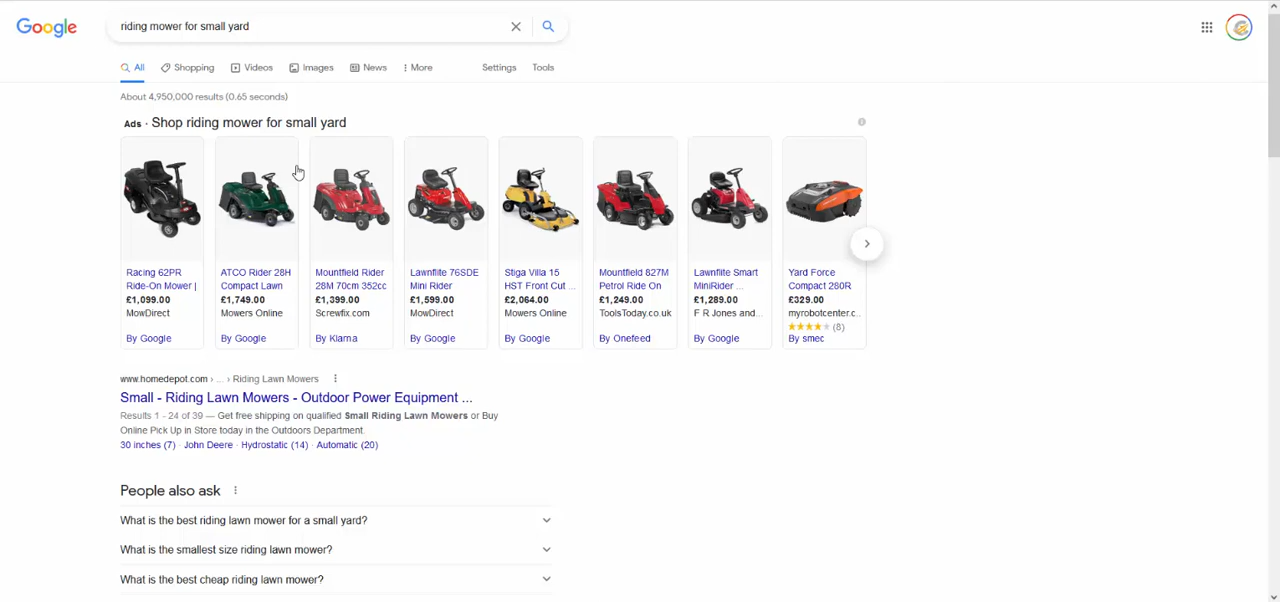 Google
riding mower for small yard
All Shopping Videos Images News More Settings Tools
About 4,950,000 results (0.65 seconds)
Ads · Shop riding mower for small yard
Racing 62PR
Ride-On Mower |
£1,099.00
MowDirect
By Google
ATCO Rider 28H
Compact Lawn
£1,749.00
Mowers Online
By Google
Mountfield Rider
28M 70cm 352cc
£1,399.00
Screwfix.com
By Klarna
Lawnflite 76SDE
Mini Rider
£1,599.00
MowDirect
By Google
Stiga Villa 15
HST Front Cut ...
£2,064.00
Mowers Online
By Google
Mountfield 827M
Petrol Ride On
£1,249.00
ToolsToday.co.uk
By Onefeed
Lawnflite Smart
MiniRider ...
£1,289.00
F R Jones and...
By Google
Yard Force
Compact 280R
£329.00
myrobotcenter.c...
(8)
By smec
www.homedepot.com › ... › Riding Lawn Mowers
Small - Riding Lawn Mowers - Outdoor Power Equipment ...
Results 1 - 24 of 39 — Get free shipping on qualified Small Riding Lawn Mowers or Buy
Online Pick Up in Store today in the Outdoors Department.
30 inches (7) · John Deere · Hydrostatic (14) · Automatic (20)
People also ask
What is the best riding lawn mower for a small yard?
What is the smallest size riding lawn mower?
What is the best cheap riding lawn mower?